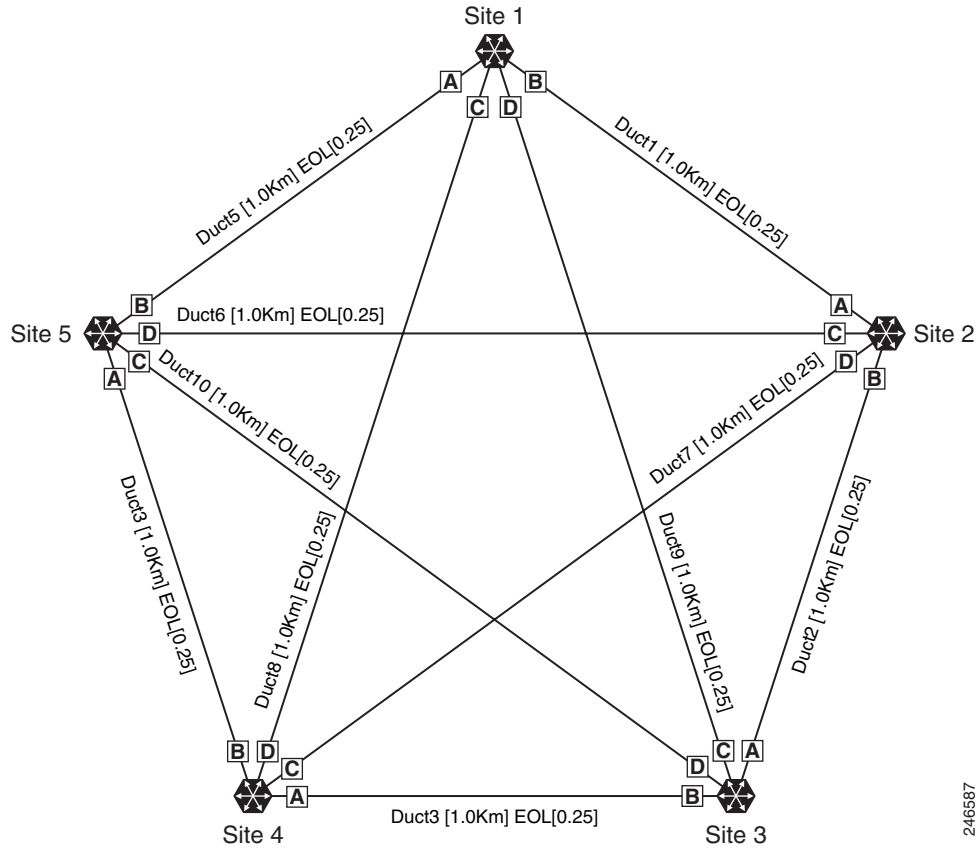 Site 1
A
B
C
D
Duct5 [1.0Km] EOL[0.25]
Duct1 [1.0Km] EOL[0.25]
B
A
Site 5
D
Duct6 [1.0Km] EOL[0.25]
C
Site 2
A
C
D
B
Duct10 [1.0Km] EOL[0.25]
Duct7 [1.0Km] EOL[0.25]
Duct3 [1.0Km] EOL[0.25]
Duct8 [1.0Km] EOL[0.25]
Duct9 [1.0Km] EOL[0.25]
Duct2 [1.0Km] EOL[0.25]
B
D
C
A
C
D
A
B
Duct3 [1.0Km] EOL[0.25]
Site 4
Site 3
246587